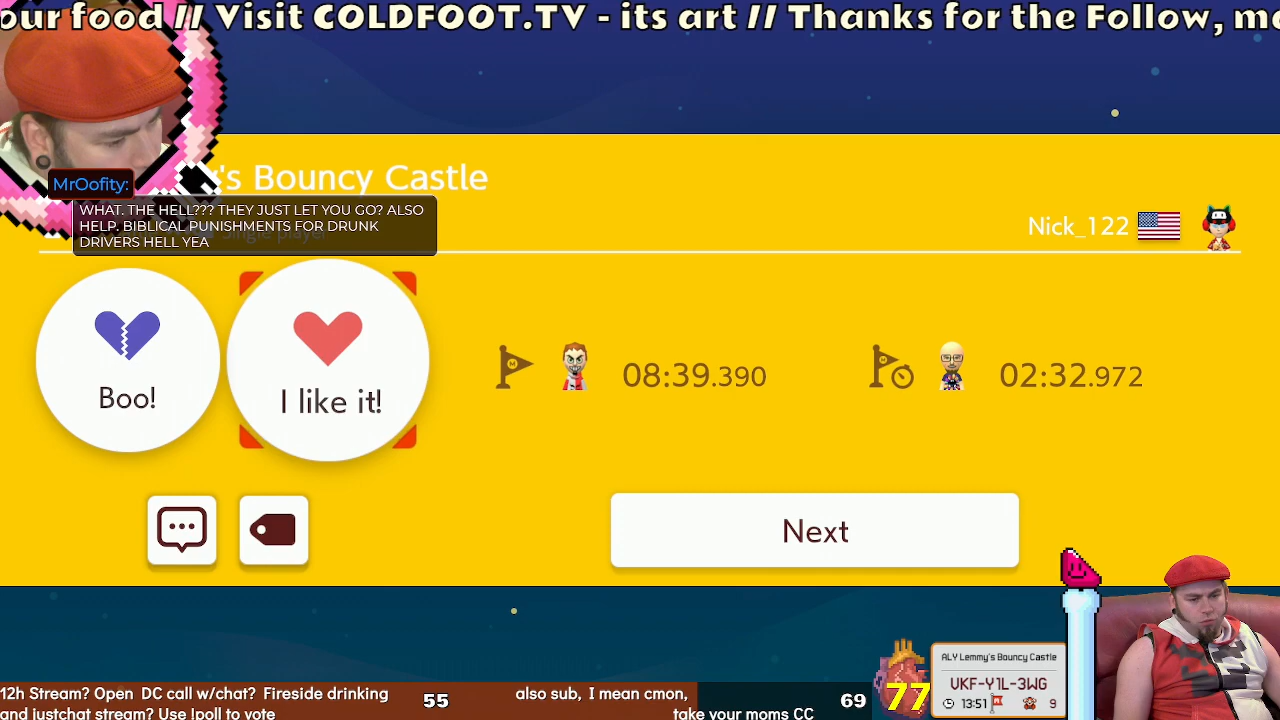 our food // Visit COLDFOOT.TV - its art // Thanks for the Follow, m
's Bouncy Castle
MrOofity:
WHAT. THE HELL??? THEY JUST LET YOU GO? ALSO
HELP. BIBLICAL PUNISHMENTS FOR DRUNK
DRIVERS HELL YEA
Nick_122
Boo!
I like it!
M
08:39.390
M
02:32.972
Next
ALY Lemmy's Bouncy Castle
UKF-Y1L-3WG
13:51
9
77
12h Stream? Open DC call w/chat? Fireside drinking
and justchat stream? Use !poll to vote
55
also sub, I mean cmon,
take your moms CC
69